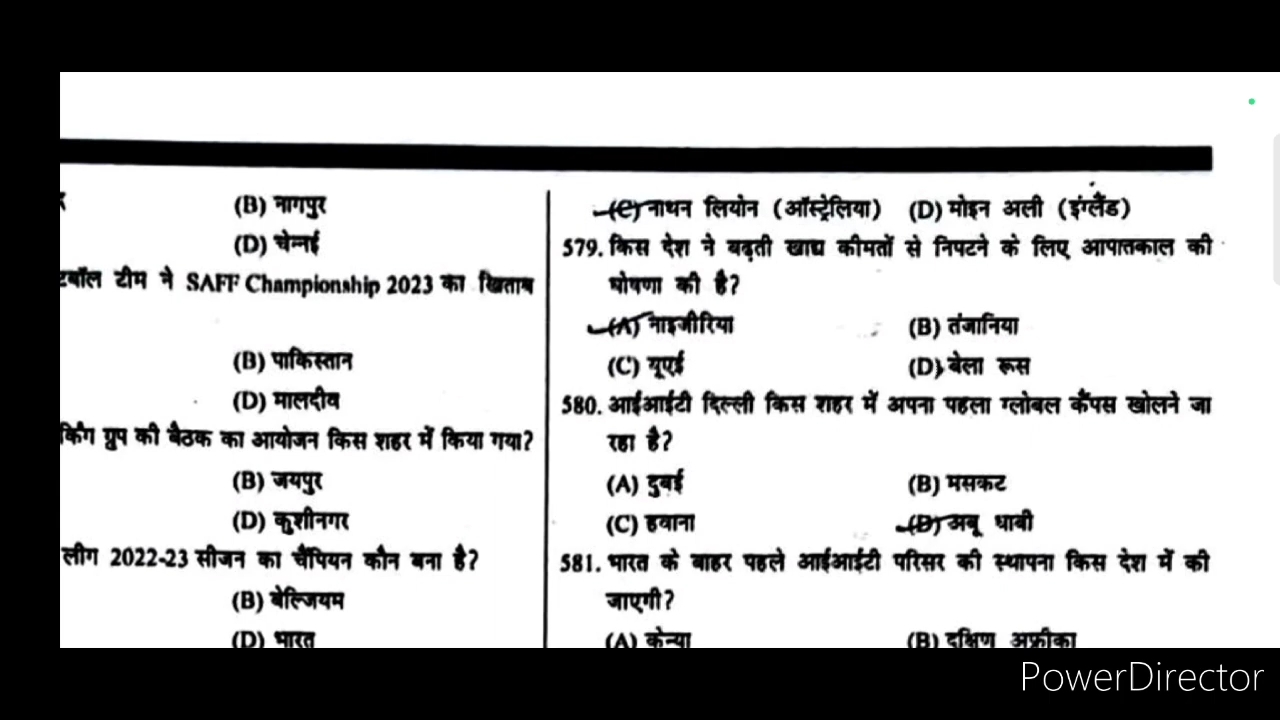 (B) नागपुर
(D) चेन्नई
टबॉल टीम ने SAFF Championship 2023 का खिताब
(B) पाकिस्तान
(D) मालदीव
किंग ग्रुप की बैठक का आयोजन किस शहर में किया गया?
(B) जयपुर
(D) कुशीनगर
लीग 2022-23 सीजन का चैंपियन कौन बना है?
(B) बेल्जियम
(D) भारत
(C) नाथन लियोन (ऑस्ट्रेलिया) (D) मोइन अली (इंग्लैंड)
579. किस देश ने बढ़ती खाद्य कीमतों से निपटने के लिए आपातकाल की
घोषणा की है?
(A) नाइजीरिया (B) तंजानिया
(C) यूएई (D) बेला रूस
580. आईआईटी दिल्ली किस शहर में अपना पहला ग्लोबल कैंपस खोलने जा
रहा है?
(A) दुबई (B) मसकट
(C) हवाना (D) अबू धाबी
581. भारत के बाहर पहले आईआईटी परिसर की स्थापना किस देश में की
जाएगी?
(A) केन्या (B) दक्षिण अफ्रीका
PowerDirector